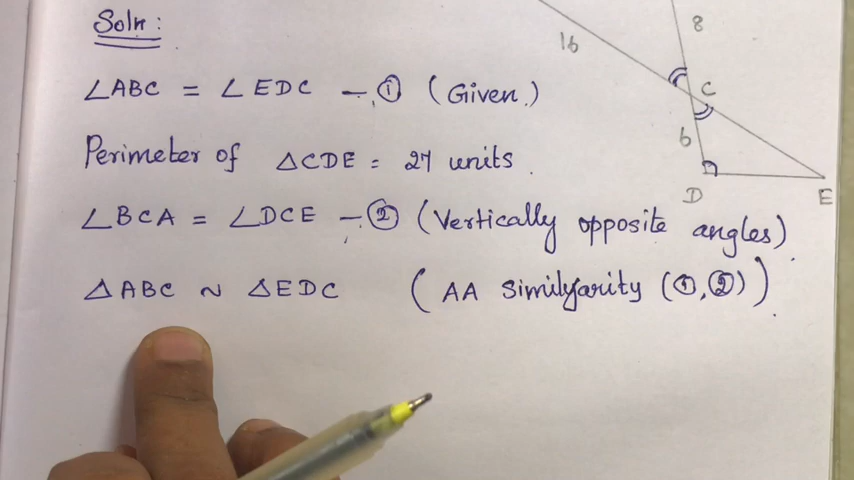 Soln :
8
16
∠ABC = ∠EDC — ① (Given.)
C
Perimeter of △CDE = 27 units.
6
D
E
∠BCA = ∠DCE — ② (Vertically opposite angles).
△ABC ~ △EDC (AA Similyarity (①,②)).